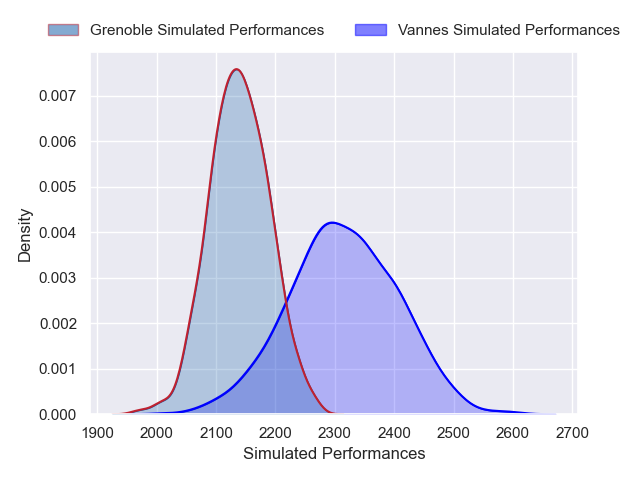 Grenoble Simulated Performances Vannes Simulated Performances
0.007
0.006
0.005
0.004
0.003
0.002
0.001
0.000
Density
1900 2000 2100 2200 2300 2400 2500 2600 2700
Simulated Performances